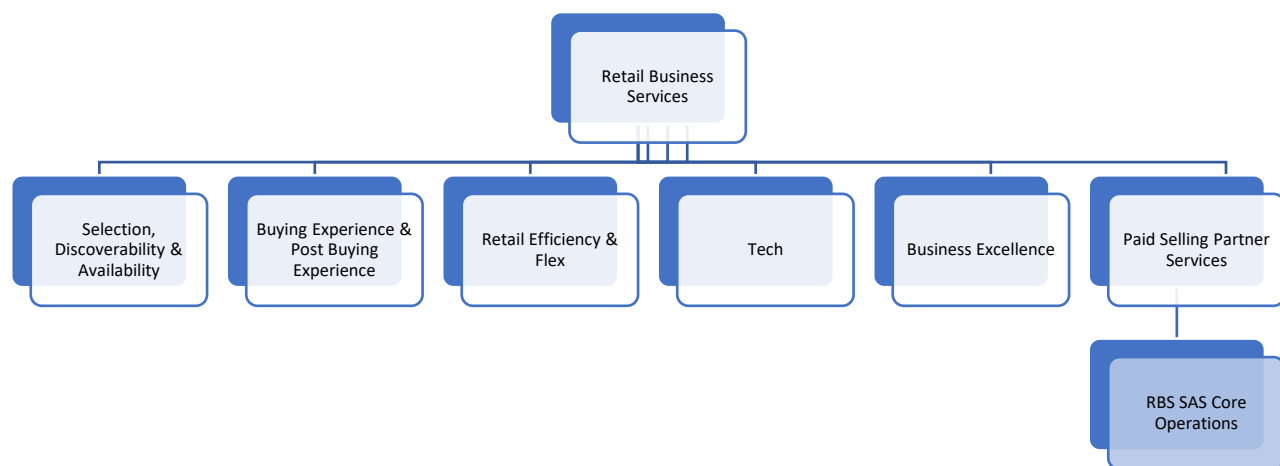 Retail Business
Services
Selection,
Discoverability &
Availability
Buying Experience &
Post Buying
Experience
Retail Efficiency &
Flex
Tech
Business Excellence
Paid Selling Partner
Services
RBS SAS Core
Operations